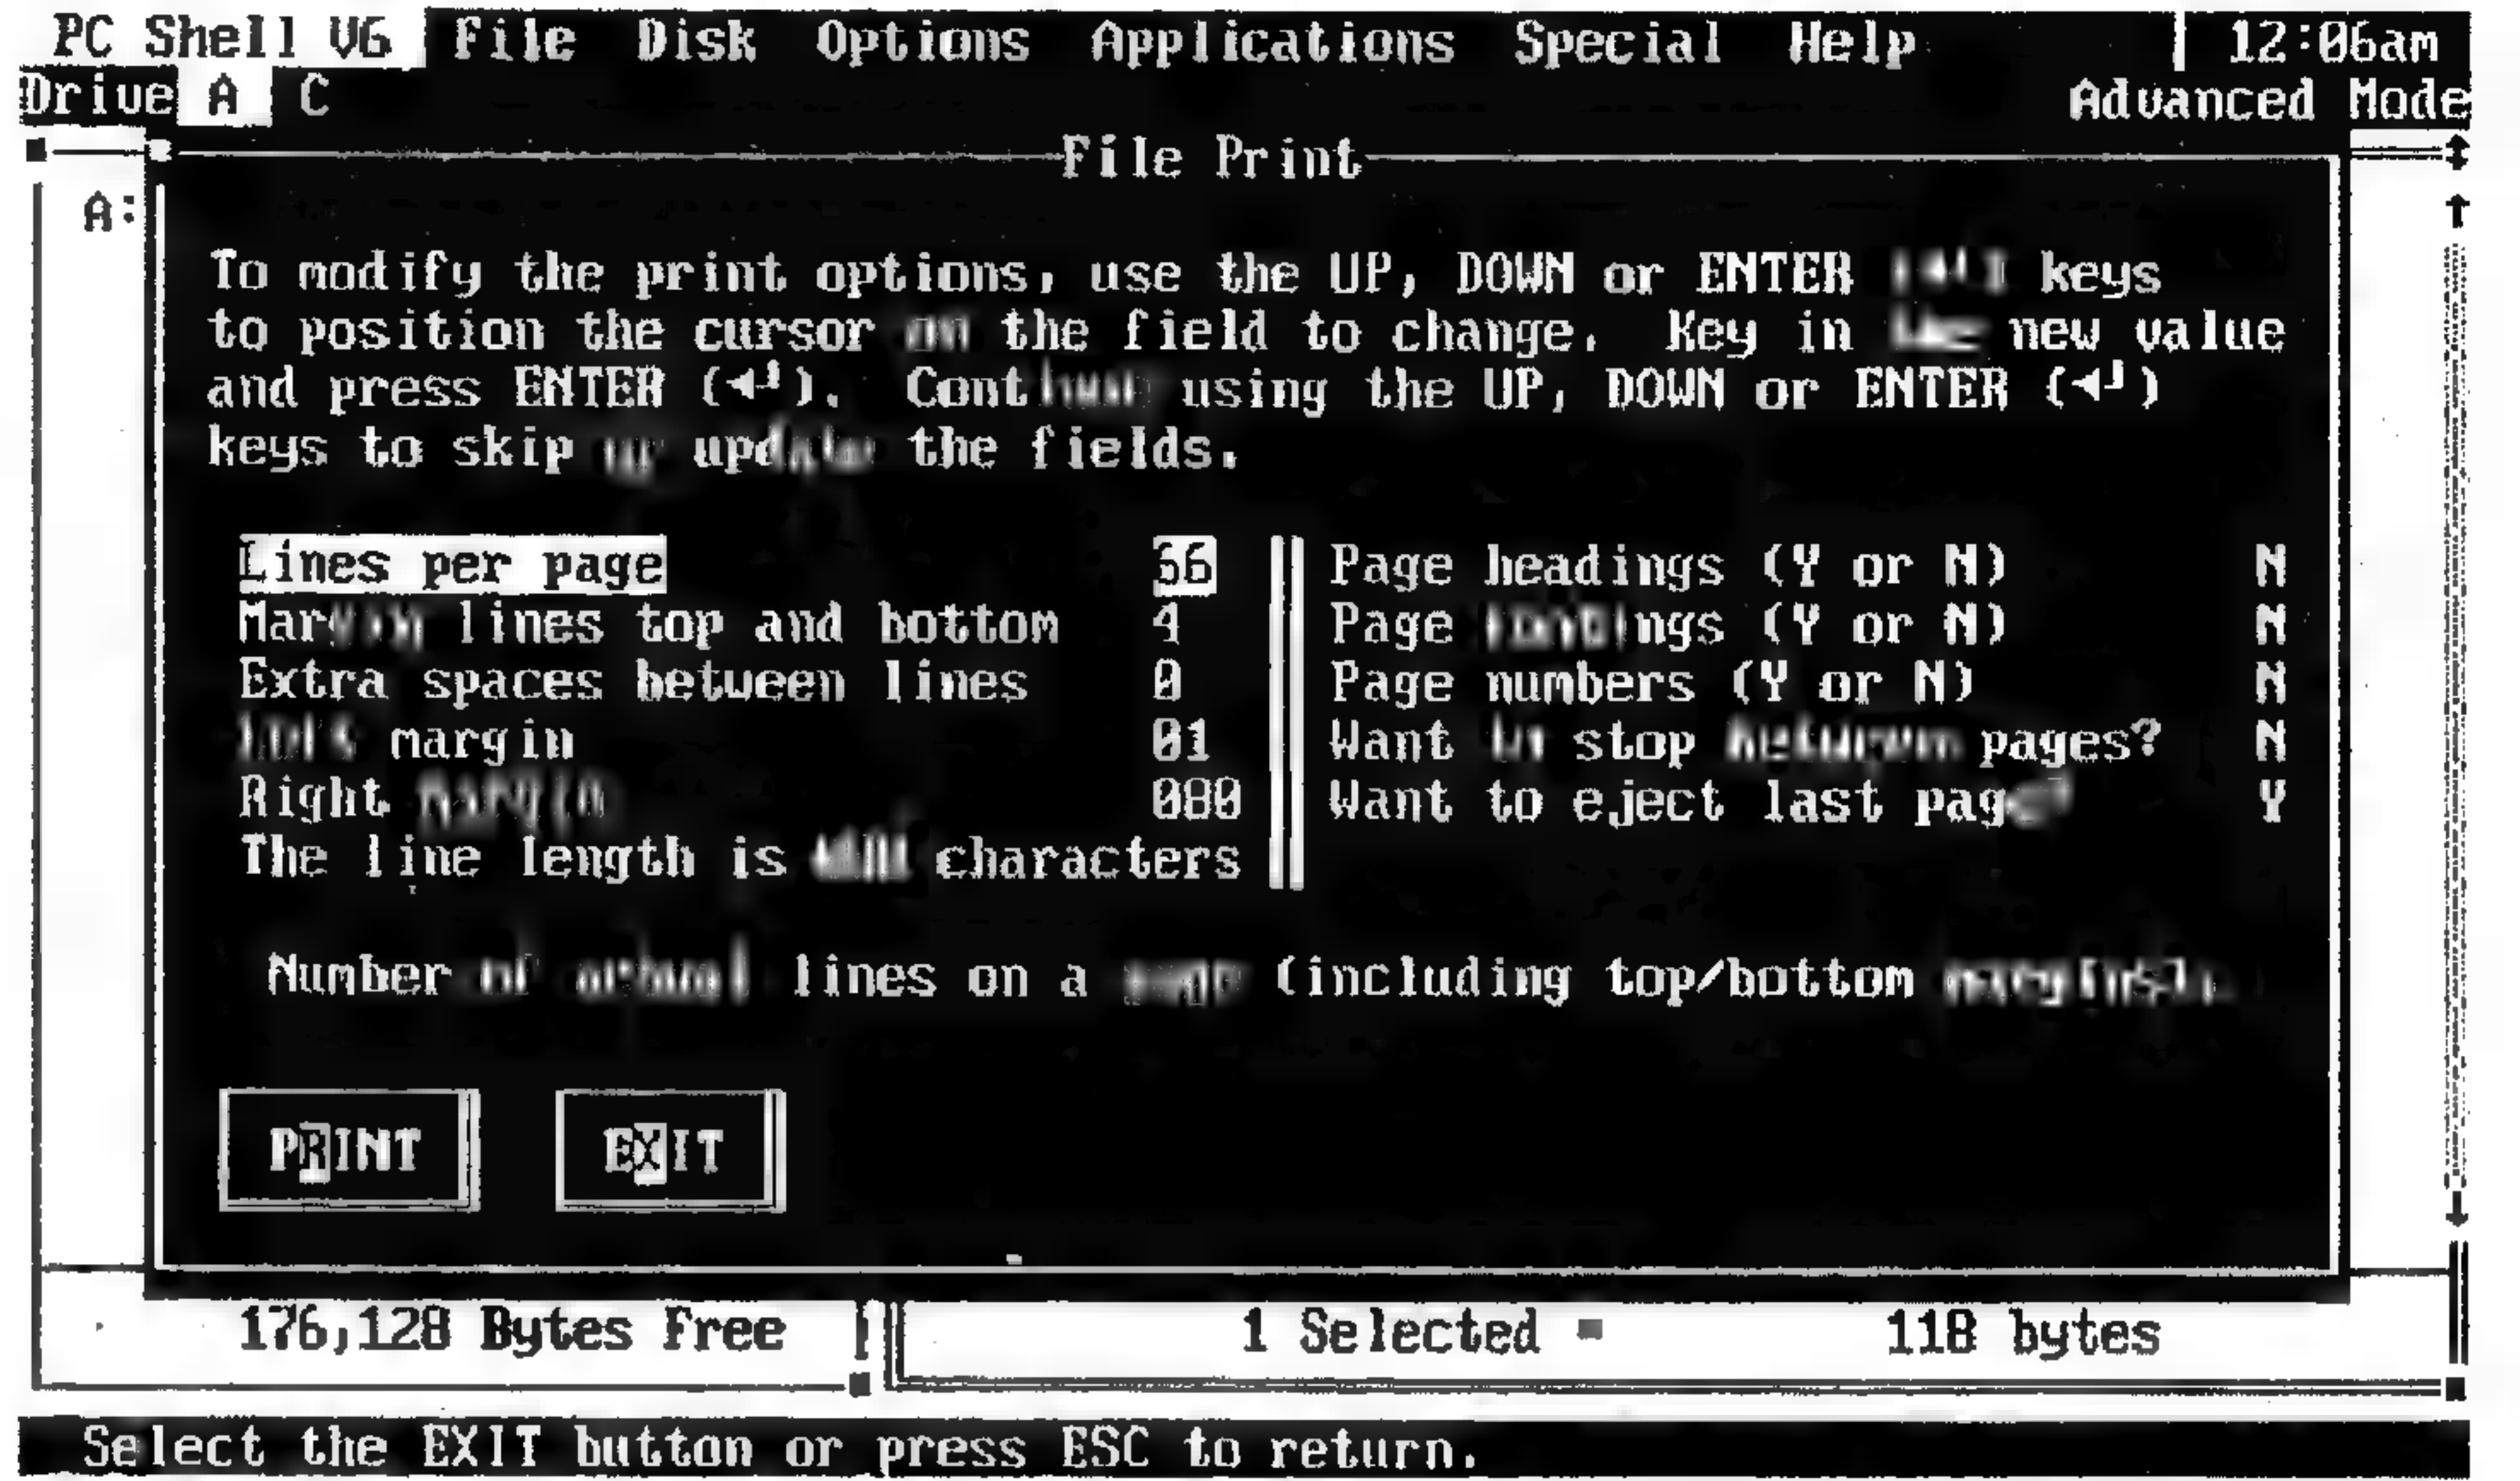 PC Shell V6 File Disk Options Applications Special Help 12:06am
Drive A C Advanced Mode
File Print
A:
To modify the print options, use the UP, DOWN or ENTER keys
to position the cursor on the field to change. Key in new value
and press ENTER (◄┘). using the UP, DOWN or ENTER (◄┘)
keys to skip the fields.
Lines per page Page headings (Y or N) N
lines top and bottom 4 Page (Y or N) N
Extra spaces between lines 0 Page numbers (Y or N) N
margin 01 Want stop pages? N
Right 080 Want to eject last Y
The line length is characters
Number lines on a (including top/bottom
PRINT EXIT
176,128 Bytes Free 1 Selected = 118 bytes
Select the EXIT button or press ESC to return.